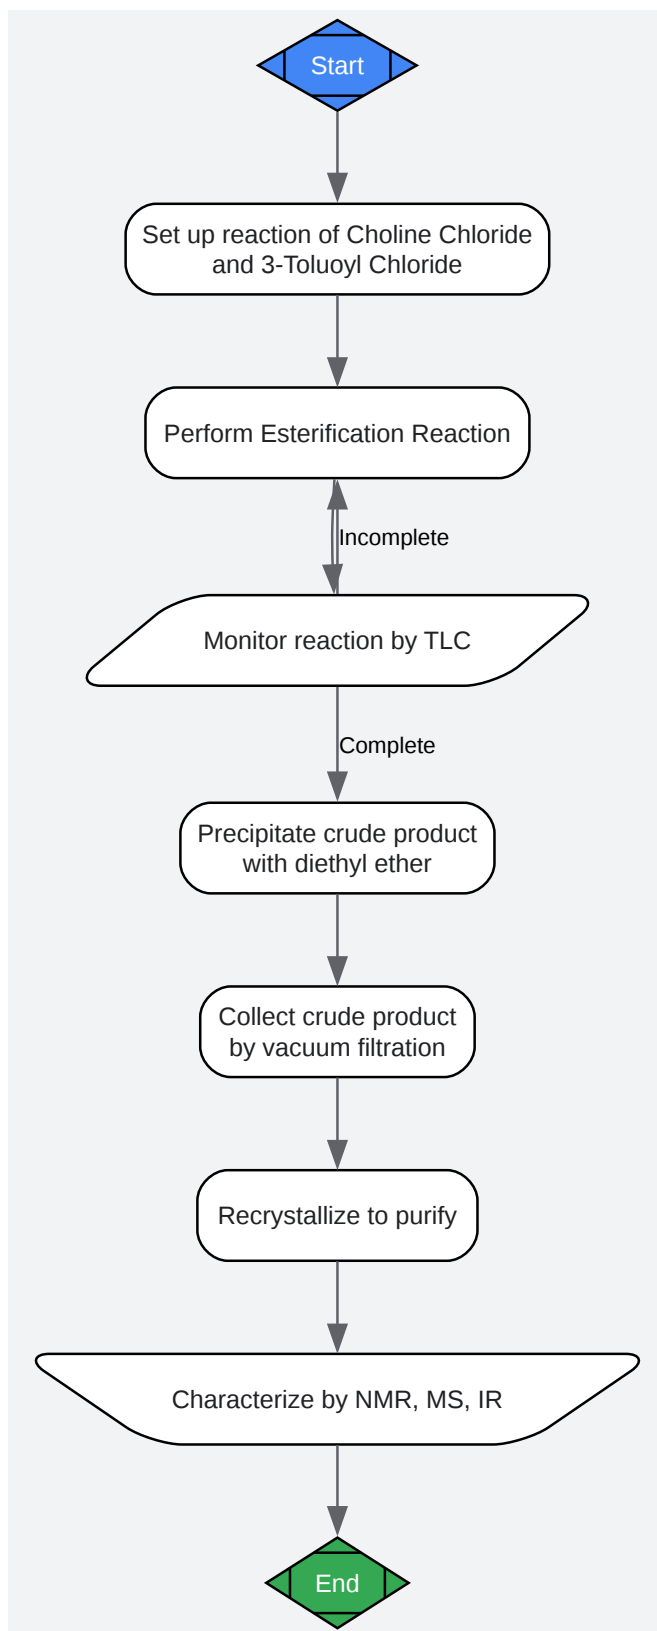 Start
Set up reaction of Choline Chloride
and 3-Toluoyl Chloride
Perform Esterification Reaction
Incomplete
Monitor reaction by TLC
Complete
Precipitate crude product
with diethyl ether
Collect crude product
by vacuum filtration
Recrystallize to purify
Characterize by NMR, MS, IR
End